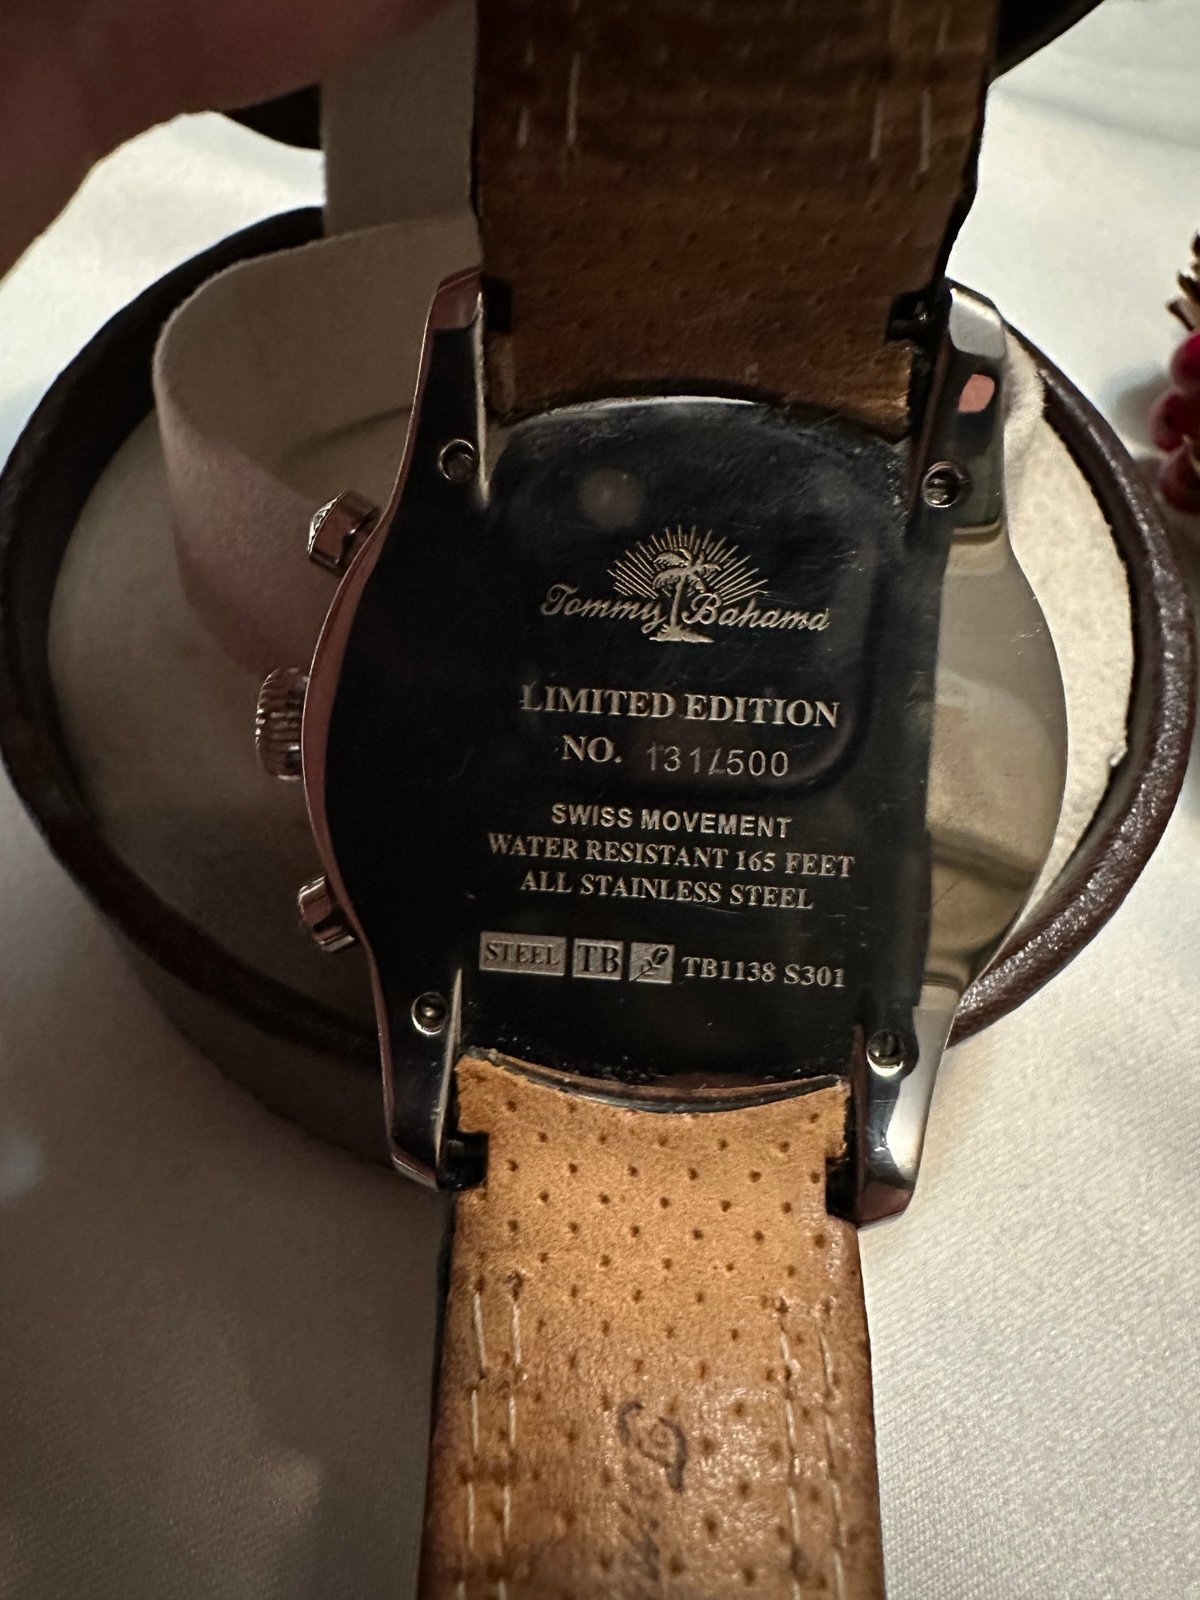 Tommy Bahama
LIMITED EDITION
NO. 131/500
SWISS MOVEMENT
WATER RESISTANT 165 FEET
ALL STAINLESS STEEL
STEEL TB TB1138 S301